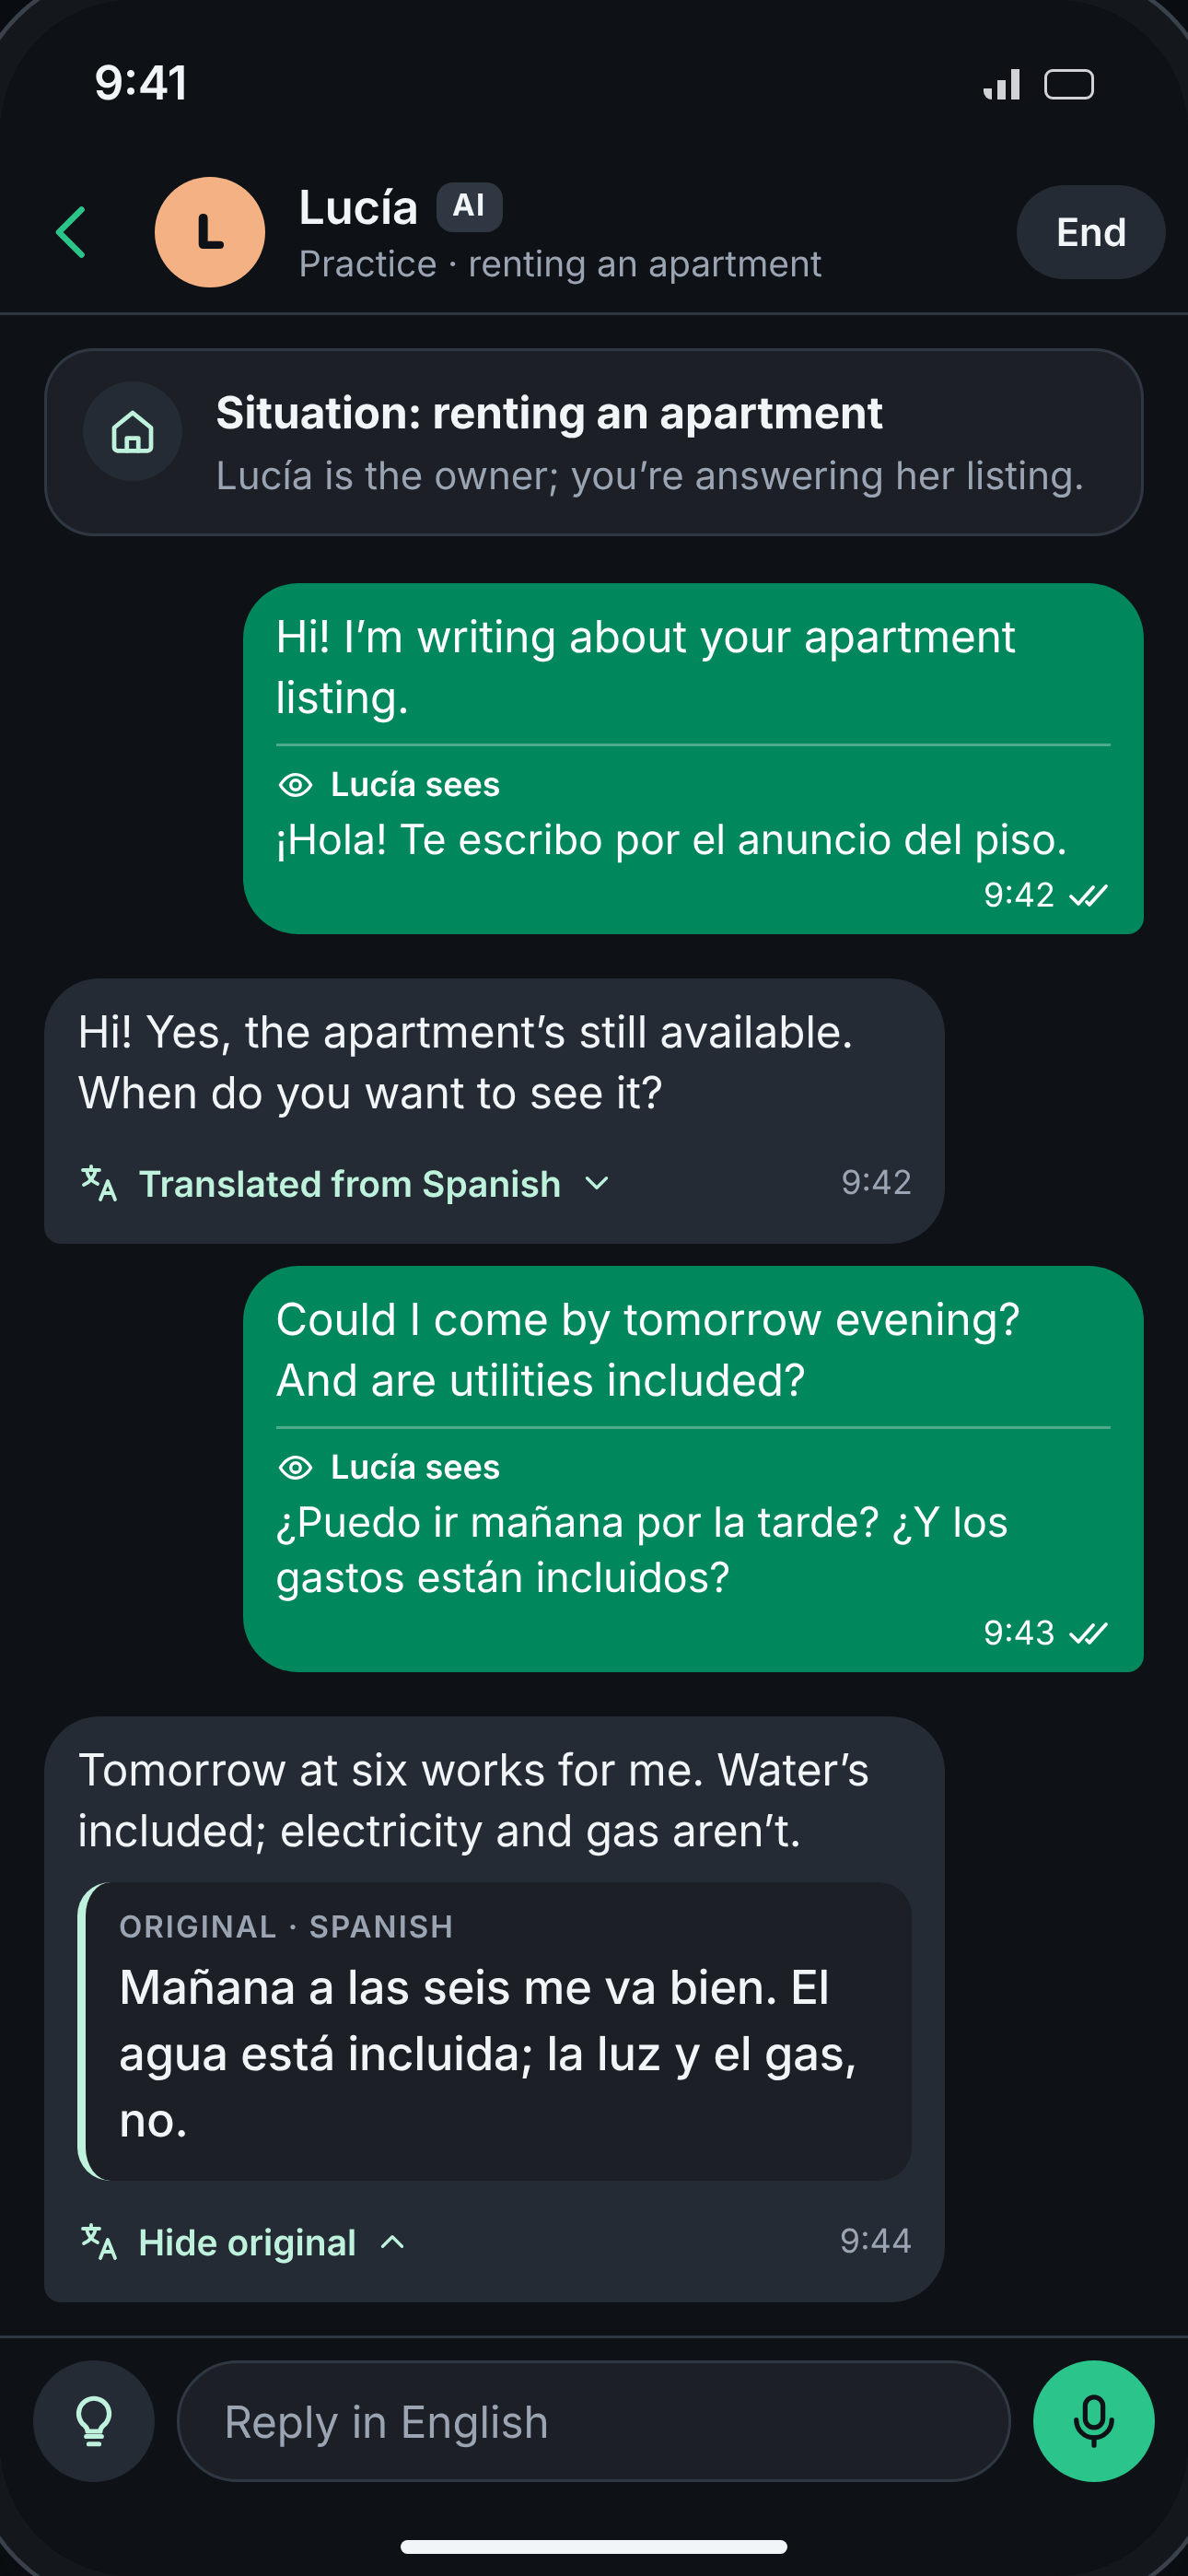 9:41
L
Lucía AI
Practice · renting an apartment
End
Situation: renting an apartment
Lucía is the owner; you’re answering her listing.
Hi! I’m writing about your apartment
listing.
Lucía sees
¡Hola! Te escribo por el anuncio del piso.
9:42
Hi! Yes, the apartment’s still available.
When do you want to see it?
Translated from Spanish
9:42
Could I come by tomorrow evening?
And are utilities included?
Lucía sees
¿Puedo ir mañana por la tarde? ¿Y los
gastos están incluidos?
9:43
Tomorrow at six works for me. Water’s
included; electricity and gas aren’t.
ORIGINAL · SPANISH
Mañana a las seis me va bien. El
agua está incluida; la luz y el gas,
no.
Hide original
9:44
Reply in English